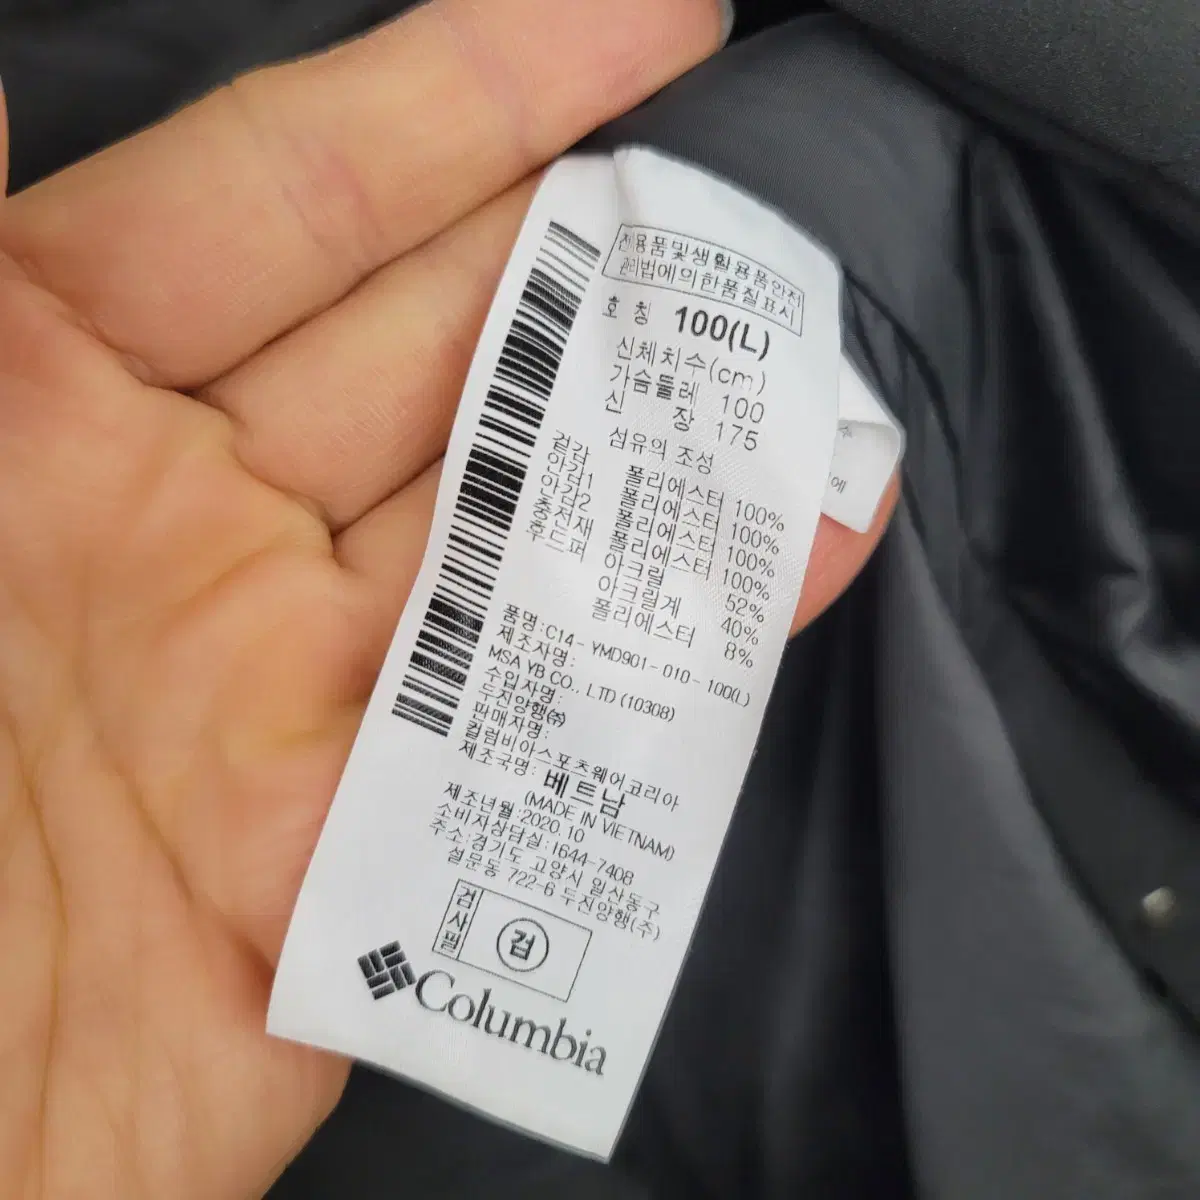 전기용품및생활용품안전
관리법에의한품질표시
호 칭 100(L)
신체치수(cm)
가슴둘레 100
신 장 175
섬유의 조성
겉감 폴리에스터 100%
안감1 폴리에스터 100%
안감2 폴리에스터 100%
충전재 폴리에스터 100%
후드퍼 아크릴 52%
아크릴계 40%
폴리에스터 8%
품명:C14-YMD901-010-100(L)
제조자명:
MSA YB CO., LTD (10308)
수입자명:
두진양행㈜
판매자명:
컬럼비아스포츠웨어코리아
제조국명: 베트남
(MADE IN VIETNAM)
제조년월:2020.10
소비자상담실:1644-7408
주소:경기도 고양시 일산동구
설문동 722-6 두진양행(주)
검사필 검
Columbia
수
에